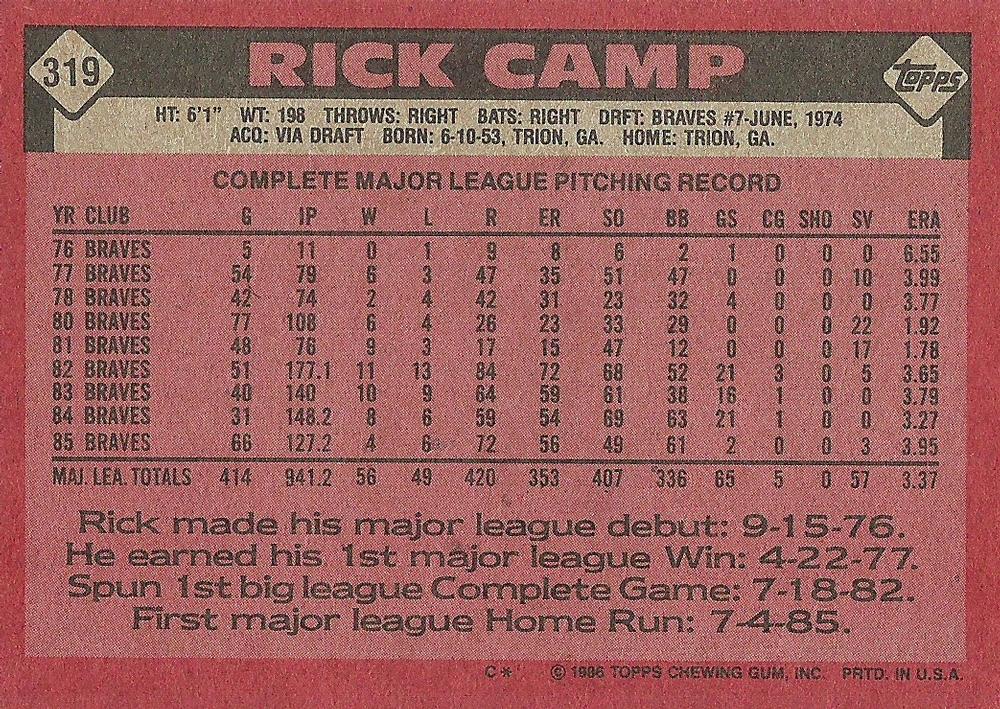 319 RICK CAMP TOPPS
HT: 6'1" WT: 198 THROWS: RIGHT BATS: RIGHT DRFT: BRAVES #7-JUNE, 1974
ACQ: VIA DRAFT BORN: 6-10-53, TRION, GA. HOME: TRION, GA.
COMPLETE MAJOR LEAGUE PITCHING RECORD
YR CLUB G IP W L R ER SO BB GS CG SHO SV ERA
76 BRAVES 5 11 0 1 9 8 6 2 1 0 0 0 6.55
77 BRAVES 54 79 6 3 47 35 51 47 0 0 0 10 3.99
78 BRAVES 42 74 2 4 42 31 23 32 4 0 0 0 3.77
80 BRAVES 77 108 6 4 26 23 33 29 0 0 0 22 1.92
81 BRAVES 48 76 9 3 17 15 47 12 0 0 0 17 1.78
82 BRAVES 51 177.1 11 13 84 72 68 52 21 3 0 5 3.65
83 BRAVES 40 140 10 9 64 59 61 38 16 1 0 0 3.79
84 BRAVES 31 148.2 8 6 59 54 69 63 21 1 0 0 3.27
85 BRAVES 66 127.2 4 6 72 56 49 61 2 0 0 3 3.95
MAJ. LEA. TOTALS 414 941.2 56 49 420 353 407 336 65 5 0 57 3.37
Rick made his major league debut: 9-15-76.
He earned his 1st major league Win: 4-22-77.
Spun 1st big league Complete Game: 7-18-82.
First major league Home Run: 7-4-85.
C* © 1986 TOPPS CHEWING GUM, INC. PRTD. IN U.S.A.